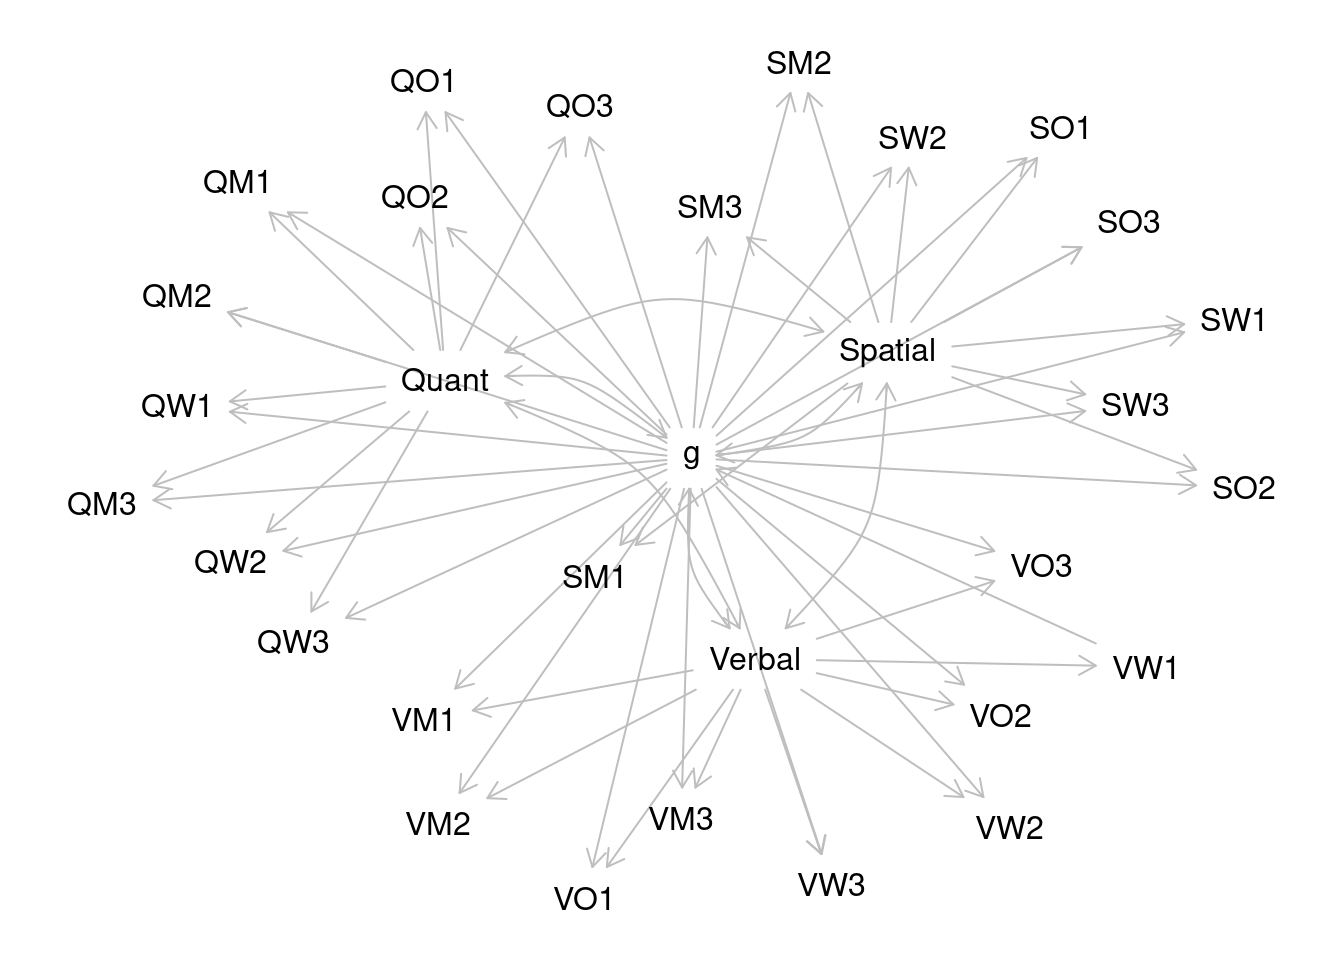 SM2
QO1
QO3
SO1
SW2
QM1
QO2
SM3
SO3
QM2
SW1
Spatial
Quant
QW1
SW3
g
SO2
QM3
QW2
VO3
SM1
QW3
Verbal
VW1
VM1
VO2
VM2
VM3
VW2
VW3
VO1